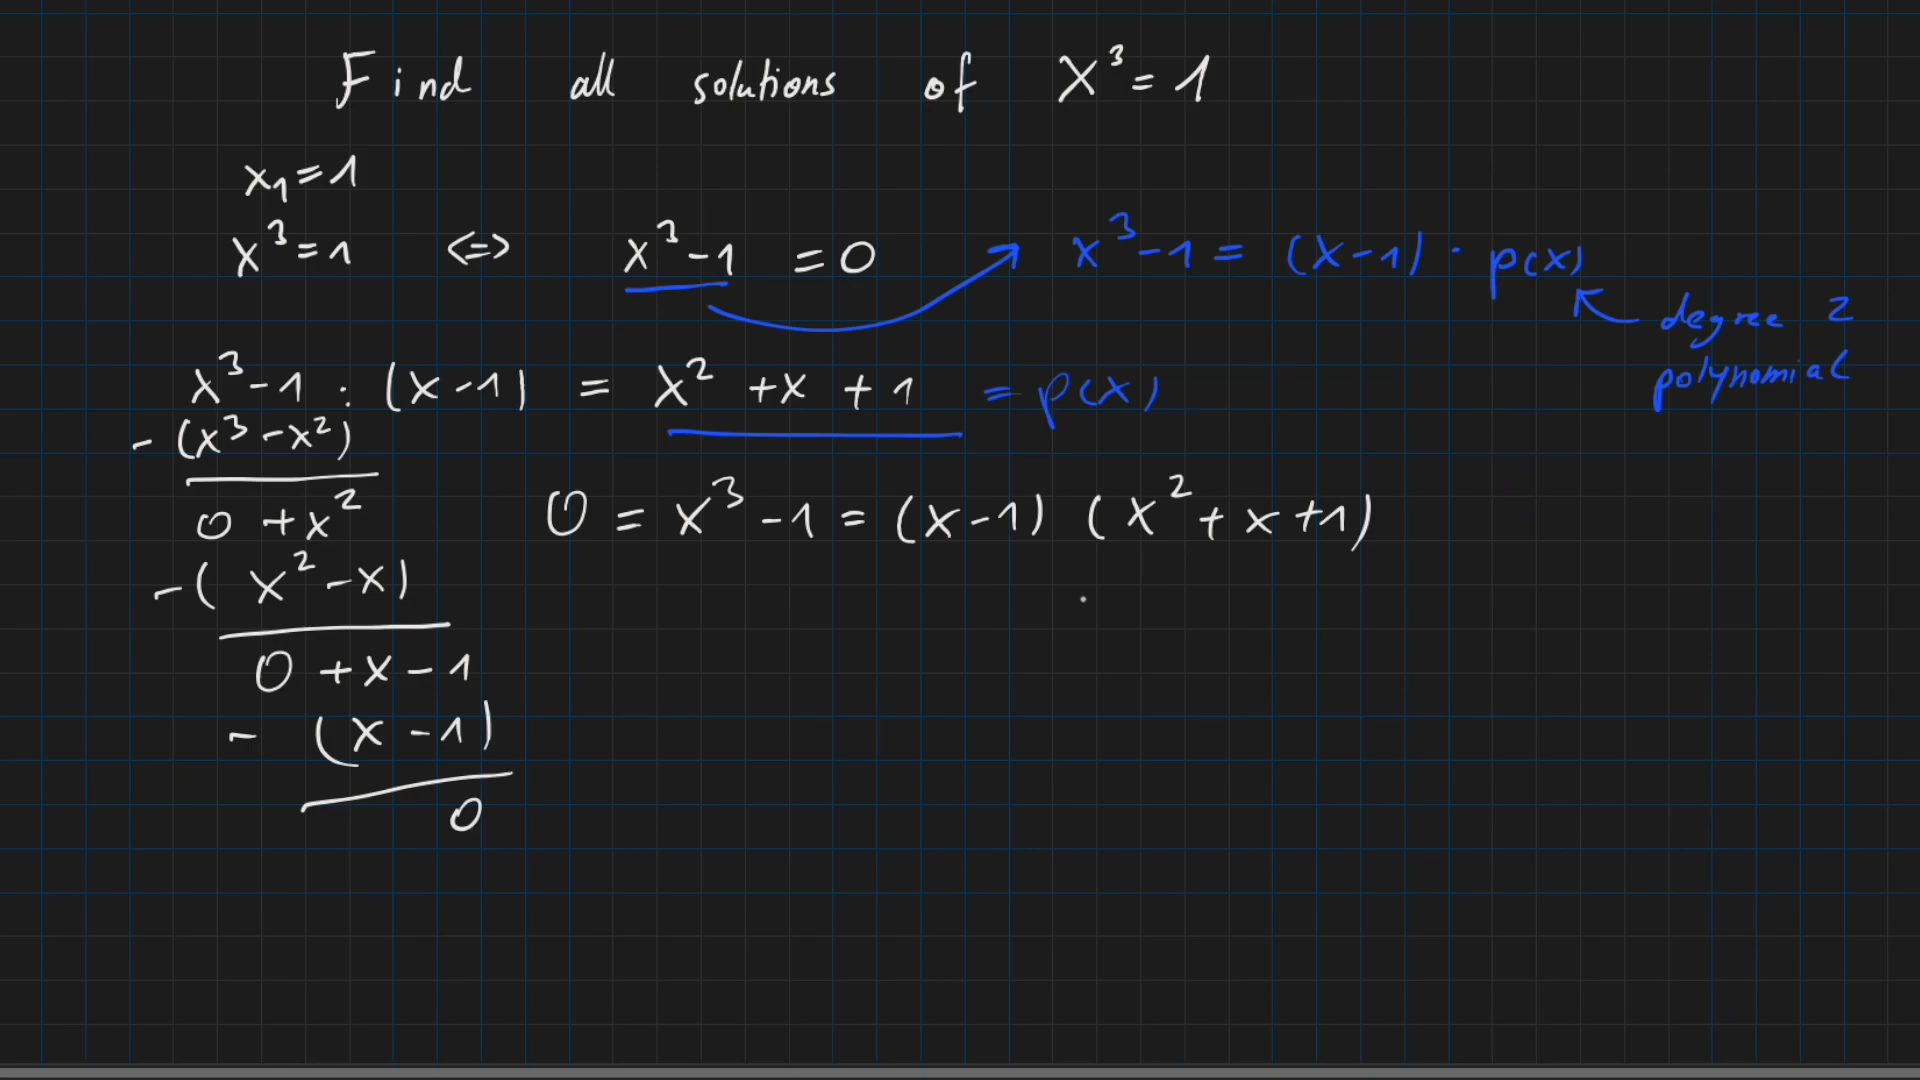 Find all solutions of X³ = 1
x₁ = 1
x³ = 1 <=> x³ - 1 = 0 x³ - 1 = (x - 1) · p(x)
degree 2
polynomial
x³ - 1 : (x - 1) = x² + x + 1 = p(x)
- (x³ - x²)
0 + x²
0 = x³ - 1 = (x - 1) (x² + x + 1)
- (x² - x)
0 + x - 1
- (x - 1)
0